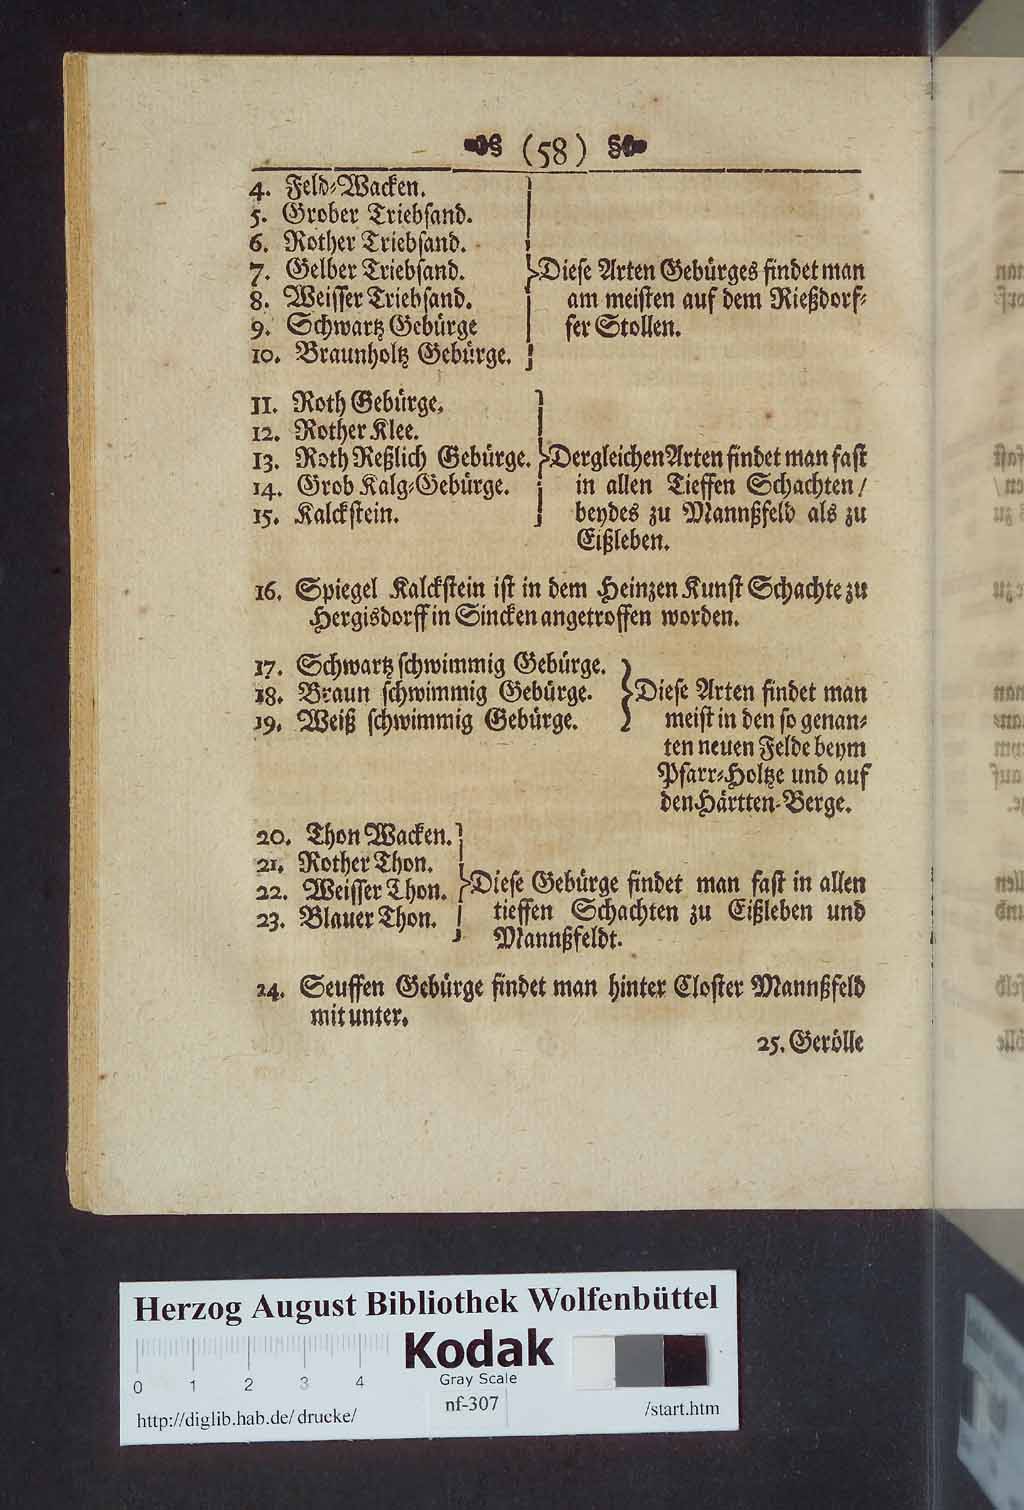 (58)
4. Feld-Wacken.
5. Grober Triebsand.
6. Rother Triebsand.
7. Gelber Triebsand.
8. Weisser Triebsand.
9. Schwartz Gebürge
10. Braunholtz Gebürge.
Diese Arten Gebürges findet man
am meisten auf dem Rießdorf-
fer Stollen.
11. Roth Gebürge.
12. Rother Klee.
13. Roth Reßlich Gebürge.
14. Grob Kalg-Gebürge.
15. Kalckstein.
Dergleichen Arten findet man fast
in allen Tieffen Schachten/
beydes zu Mannßfeld als zu
Eißleben.
16. Spiegel Kalckstein ist in dem Heinzen Kunst Schachte zu
Hergisdorff in Sincken angetroffen worden.
17. Schwartz schwimmig Gebürge.
18. Braun schwimmig Gebürge.
19. Weiß schwimmig Gebürge.
Diese Arten findet man
meist in den so genan-
ten neuen Felde beym
Pfarr-Holtze und auf
den Härtten-Berge.
20. Thon Wacken.
21. Rother Thon.
22. Weisser Thon.
23. Blauer Thon.
Diese Gebürge findet man fast in allen
tieffen Schachten zu Eißleben und
Mannßfeldt.
24. Seuffen Gebürge findet man hinter Closter Mannßfeld
mit unter.
25. Gerölle
Herzog August Bibliothek Wolfenbüttel
Kodak
Gray Scale
0 1 2 3 4
nf-307
http://diglib.hab.de/drucke/
/start.htm